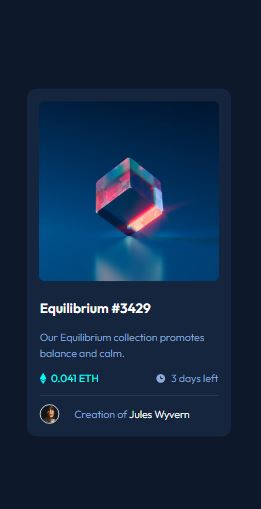 Equilibrium #3429
Our Equilibrium collection promotes
balance and calm.
0.041 ETH 3 days left
Creation of Jules Wyvern